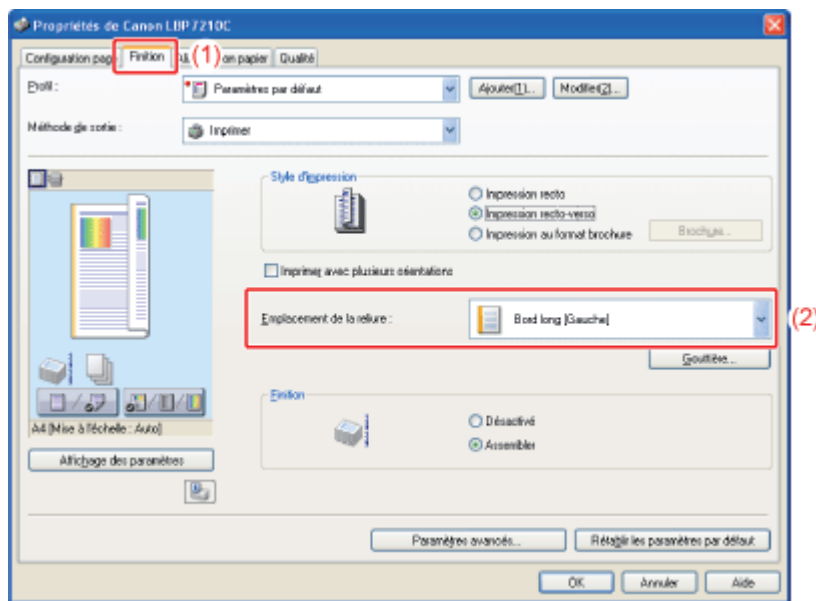 Propriétés de Canon LBP7210C
Configuration page Finition (1) on papier Qualité
Profil : Paramètres par défaut Ajouter[1]... Modifier[2]...
Méthode de sortie : Imprimer
Style d'impression
Impression recto
Impression recto-verso
Impression au format brochure Brochure...
Imprimer avec plusieurs orientations
Emplacement de la reliure : Bord long [Gauche] (2)
Gouttière...
Finition
Désactivé
Assembler
A4 [Mise à l'échelle : Auto]
Affichage des paramètres
Paramètres avancés... Rétablir les paramètres par défaut
OK Annuler Aide